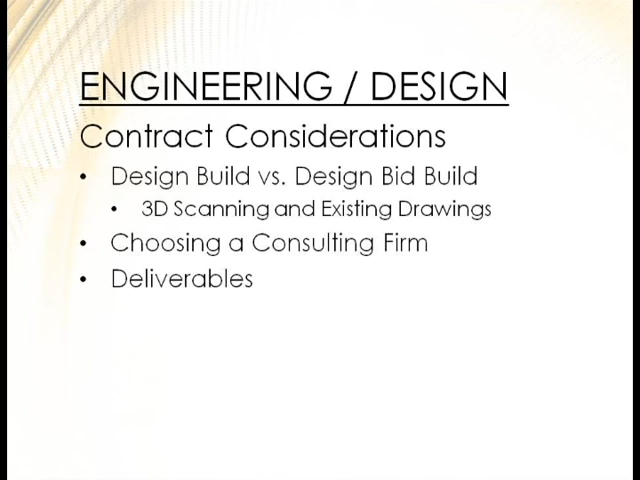 ENGINEERING / DESIGN
Contract Considerations
• Design Build vs. Design Bid Build
• 3D Scanning and Existing Drawings
• Choosing a Consulting Firm
• Deliverables